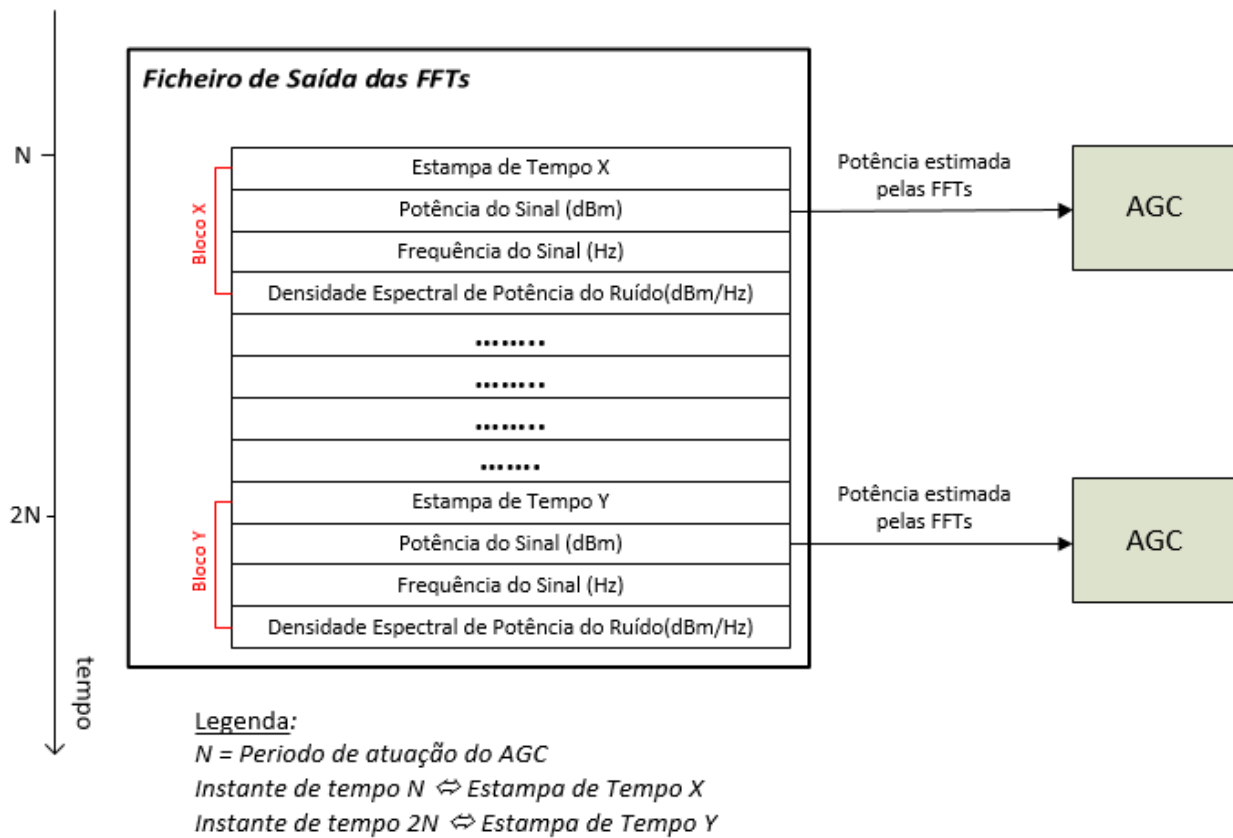 Ficheiro de Saída das FFTs
N
Estampa de Tempo X
Potência do Sinal (dBm)
Frequência do Sinal (Hz)
Densidade Espectral de Potência do Ruído(dBm/Hz)
Bloco X
Potência estimada
pelas FFTs
AGC
........
........
........
.......
2N
Estampa de Tempo Y
Potência do Sinal (dBm)
Frequência do Sinal (Hz)
Densidade Espectral de Potência do Ruído(dBm/Hz)
Bloco Y
Potência estimada
pelas FFTs
AGC
tempo
Legenda:
N = Periodo de atuação do AGC
Instante de tempo N ⇔ Estampa de Tempo X
Instante de tempo 2N ⇔ Estampa de Tempo Y